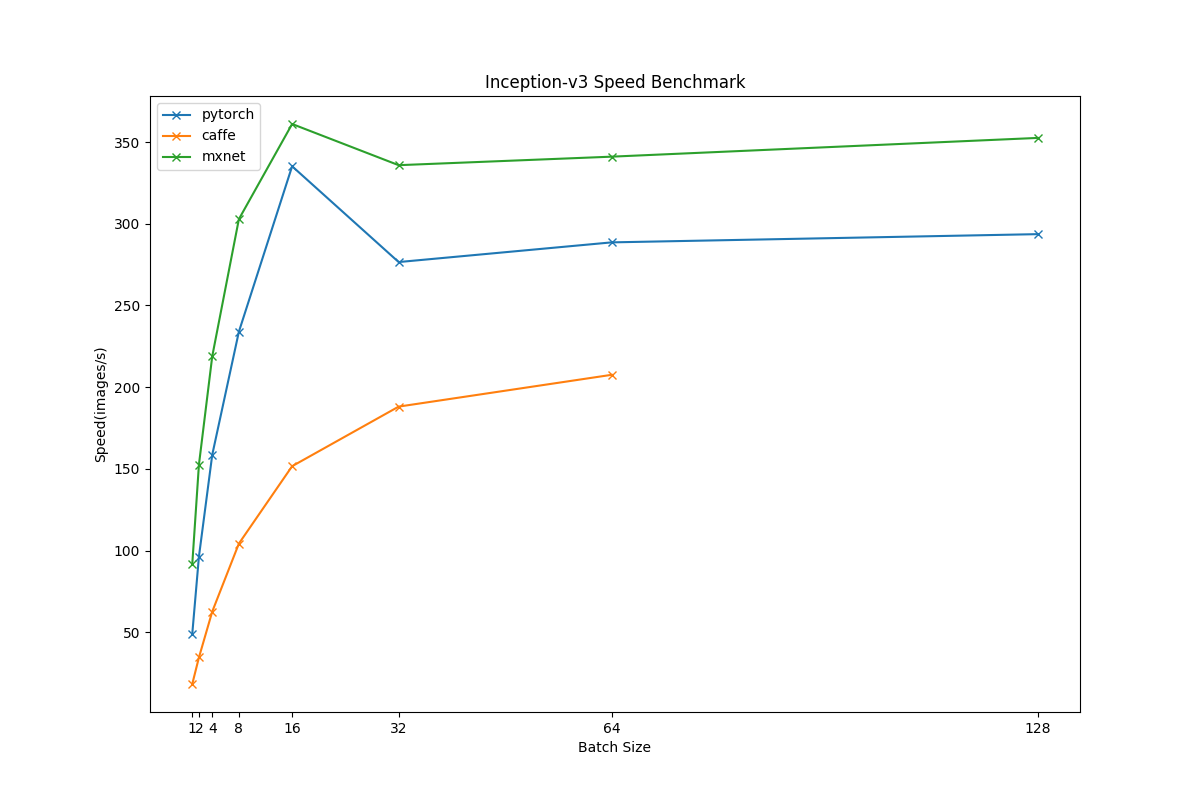 Inception-v3 Speed Benchmark
pytorch
caffe
mxnet
350
300
250
200
150
100
50
Speed(images/s)
1 2 4 8 16 32 64 128
Batch Size